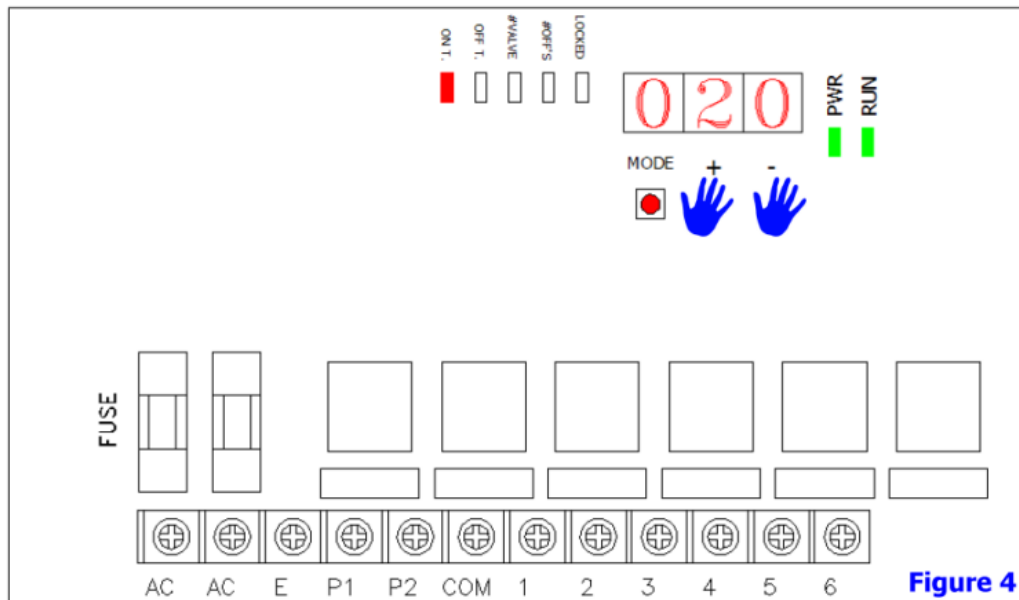 ON T.
OFF T.
#VALVE
#OFF'S
LOCKED
020
PWR
RUN
MODE
+
-
FUSE
AC AC E P1 P2 COM 1 2 3 4 5 6
Figure 4